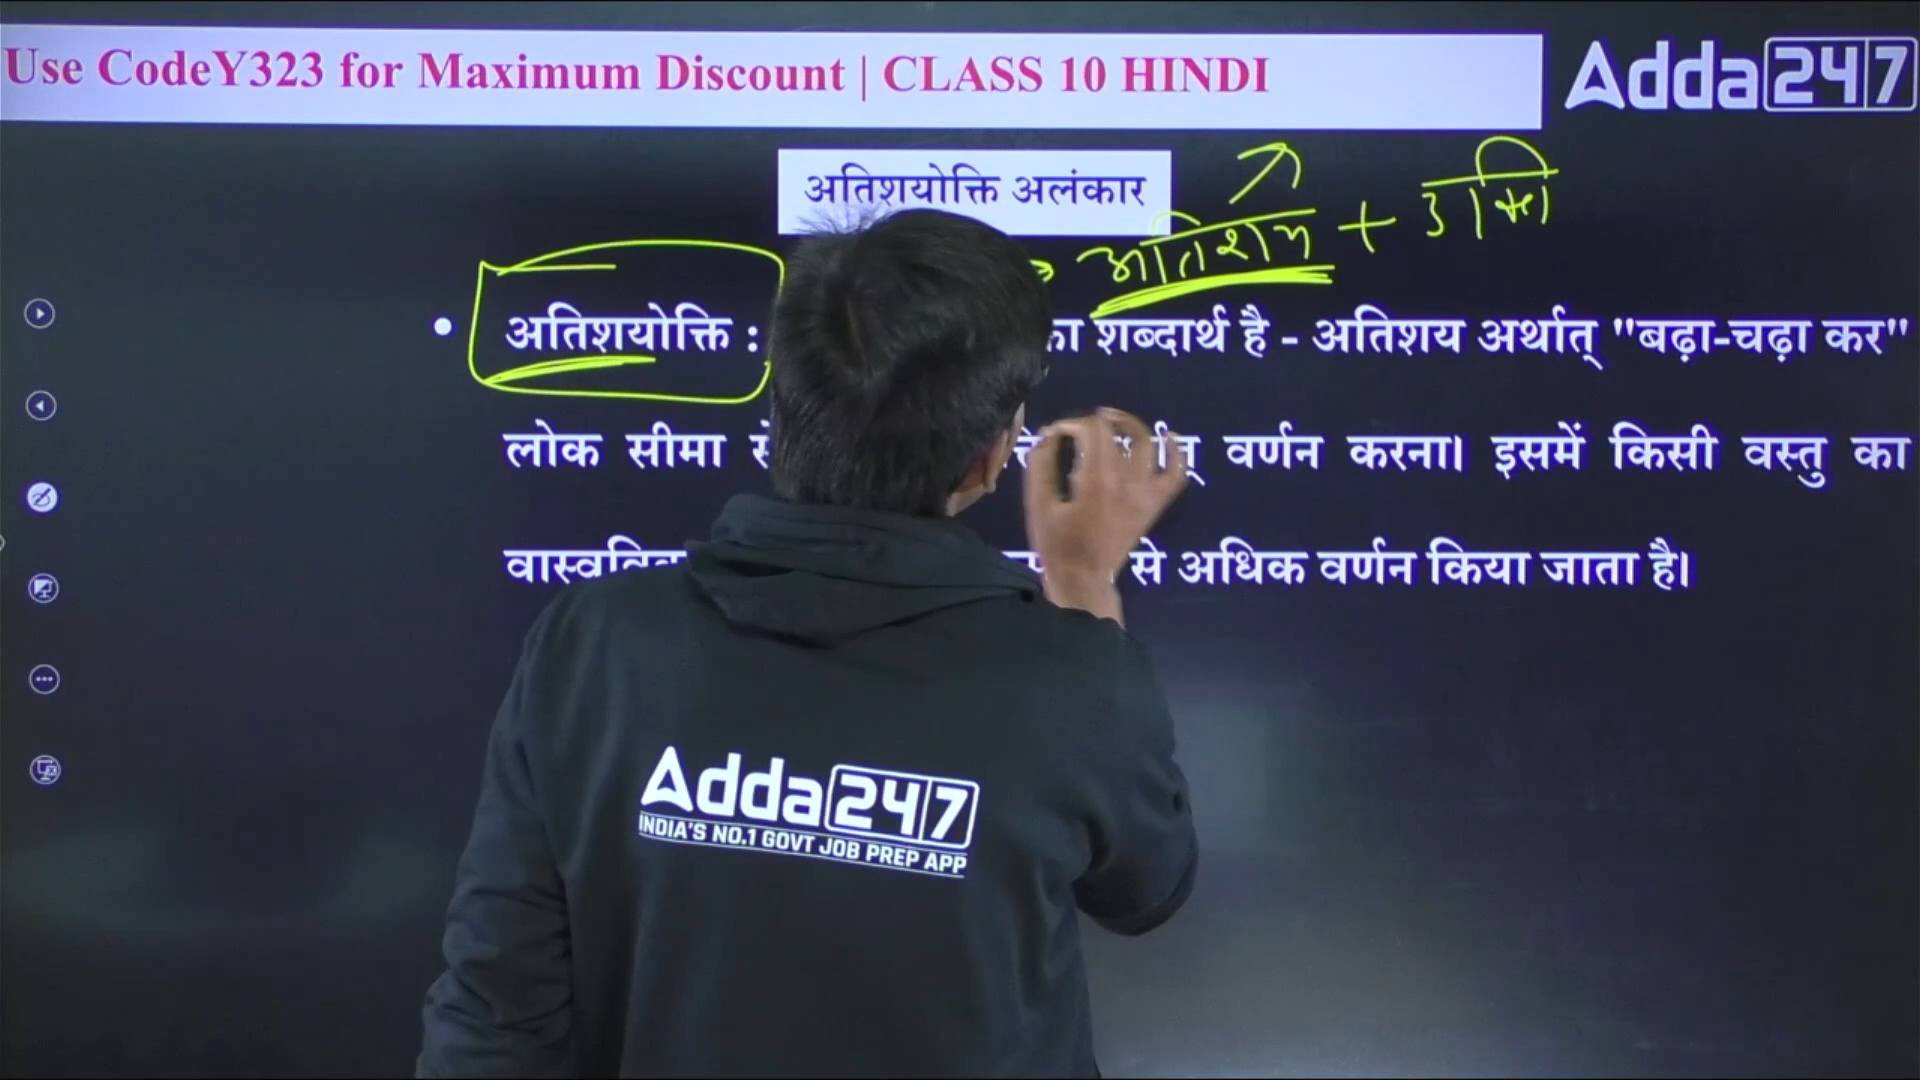 Use CodeY323 for Maximum Discount | CLASS 10 HINDI
Adda247
अतिशयोक्ति अलंकार
अतिशय + उक्ति
• अतिशयोक्ति : का शब्दार्थ है - अतिशय अर्थात् "बढ़ा-चढ़ा कर"
लोक सीमा वर्णन करना। इसमें किसी वस्तु का
से अधिक वर्णन किया जाता है।
Adda247
INDIA'S NO.1 GOVT JOB PREP APP